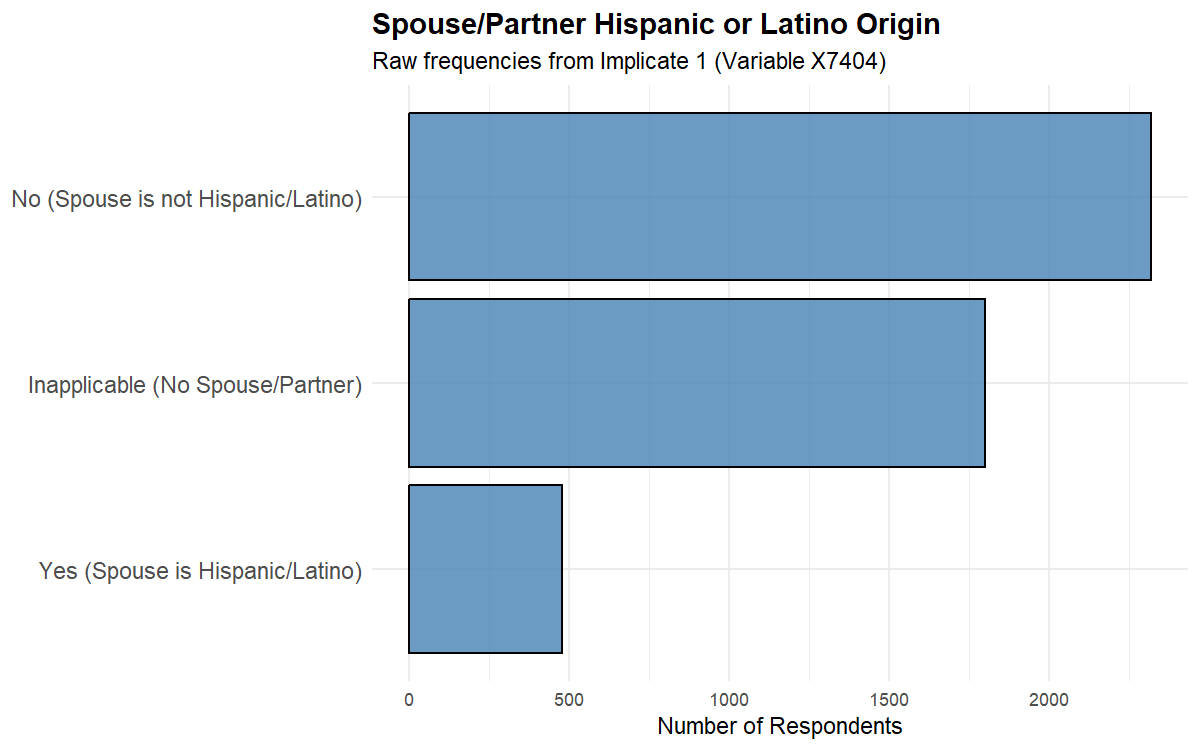 Spouse/Partner Hispanic or Latino Origin
Raw frequencies from Implicate 1 (Variable X7404)
No (Spouse is not Hispanic/Latino)
Inapplicable (No Spouse/Partner)
Yes (Spouse is Hispanic/Latino)
0 500 1000 1500 2000
Number of Respondents